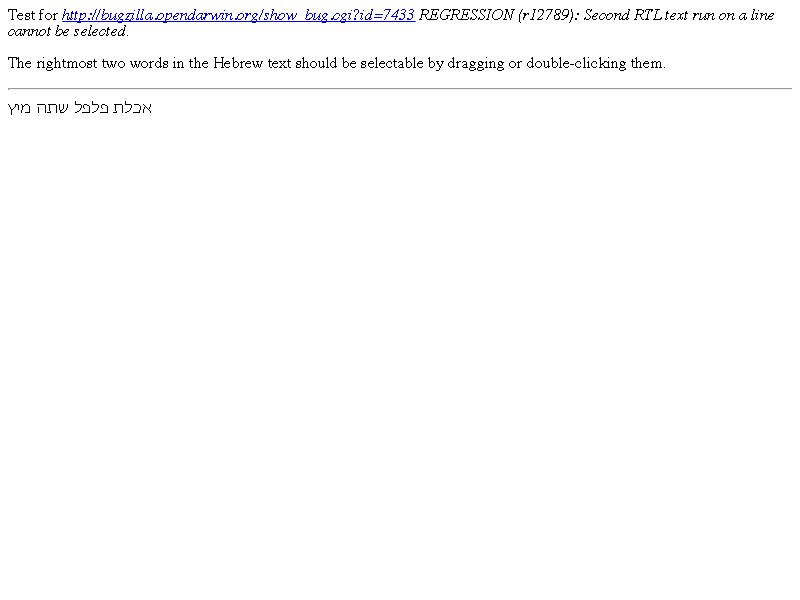 Test for http://bugzilla.opendarwin.org/show_bug.cgi?id=7433 REGRESSION (r12789): Second RTL text run on a line
cannot be selected.
The rightmost two words in the Hebrew text should be selectable by dragging or double-clicking them.
אכלת פלפל שתה מיץ